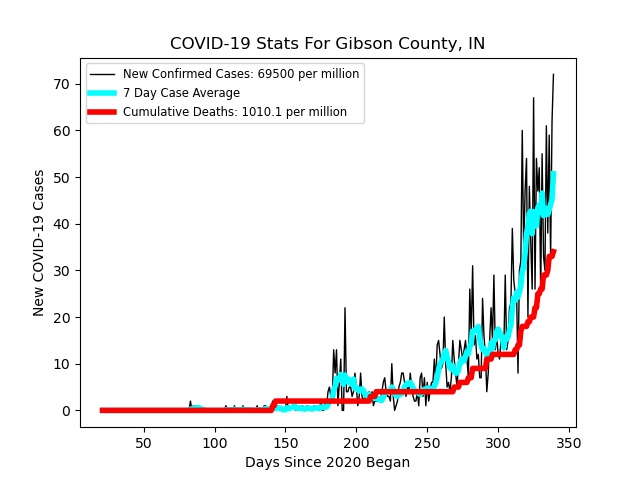 COVID-19 Stats For Gibson County, IN
New Confirmed Cases: 69500 per million
7 Day Case Average
Cumulative Deaths: 1010.1 per million
New COVID-19 Cases
70
60
50
40
30
20
10
0
50 100 150 200 250 300 350
Days Since 2020 Began